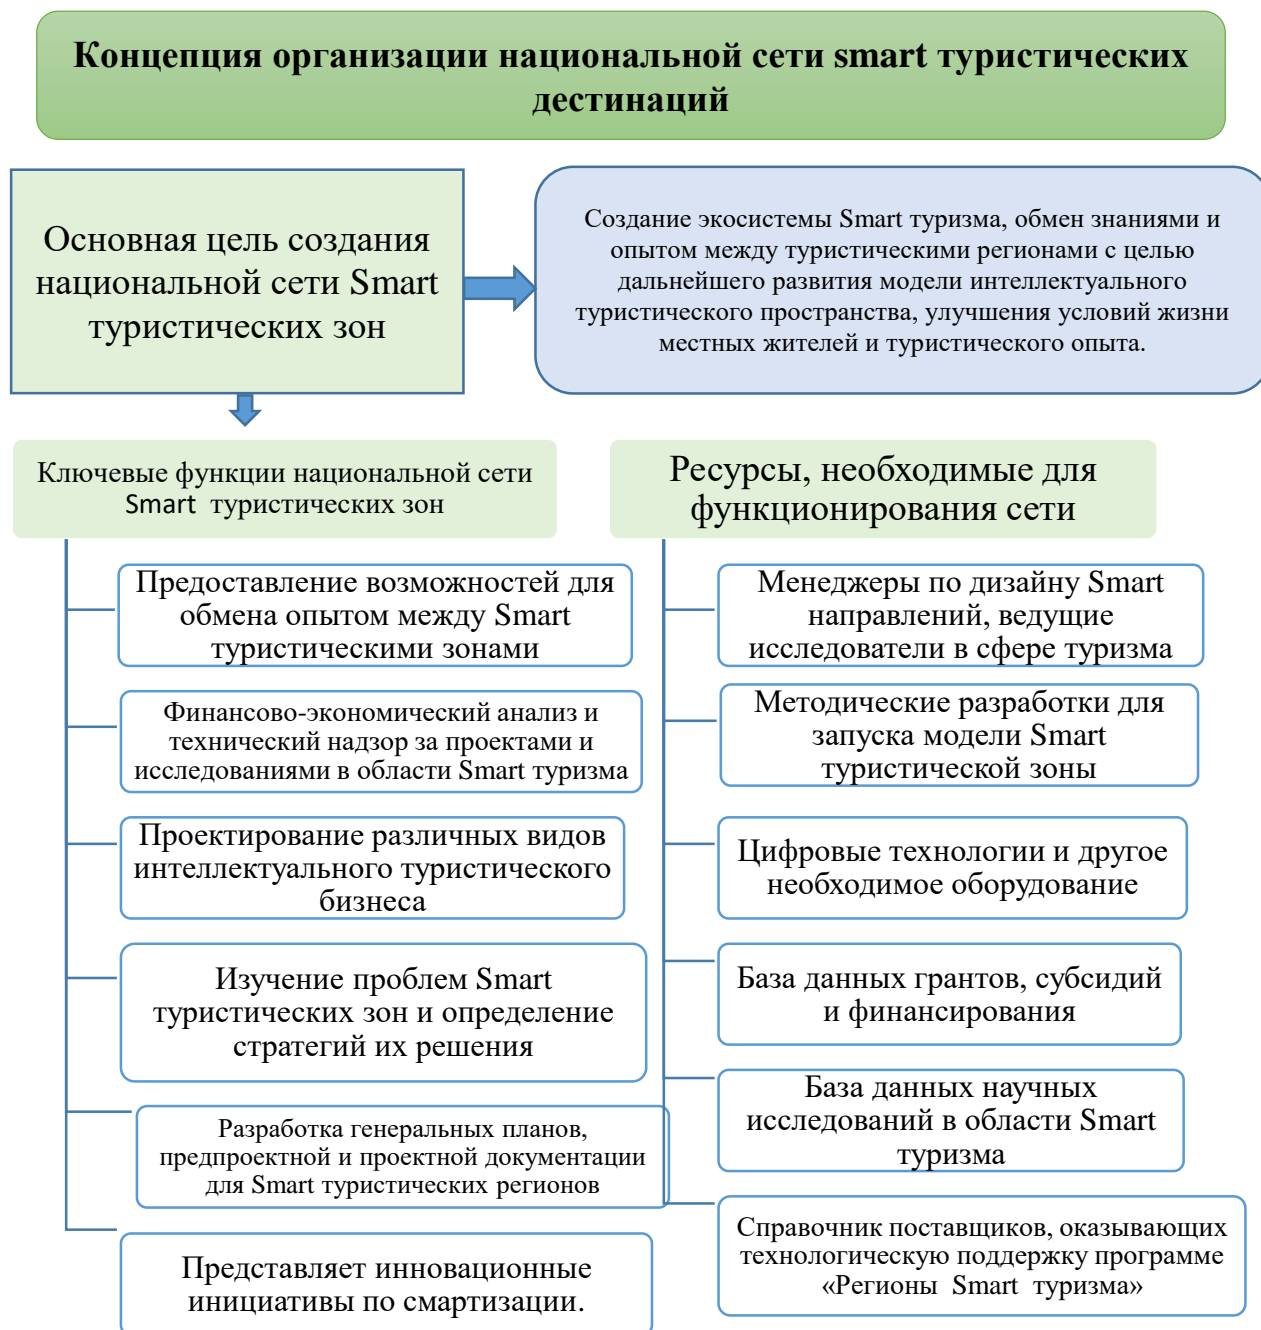 Концепция организации национальной сети smart туристических
дестинаций
Основная цель создания
национальной сети Smart
туристических зон
Создание экосистемы Smart туризма, обмен знаниями и
опытом между туристическими регионами с целью
дальнейшего развития модели интеллектуального
туристического пространства, улучшения условий жизни
местных жителей и туристического опыта.
Ключевые функции национальной сети
Smart туристических зон
Предоставление возможностей для
обмена опытом между Smart
туристическими зонами
Финансово-экономический анализ и
технический надзор за проектами и
исследованиями в области Smart туризма
Проектирование различных видов
интеллектуального туристического
бизнеса
Изучение проблем Smart
туристических зон и определение
стратегий их решения
Разработка генеральных планов,
предпроектной и проектной документации
для Smart туристических регионов
Представляет инновационные
инициативы по смартизации.
Ресурсы, необходимые для
функционирования сети
Менеджеры по дизайну Smart
направлений, ведущие
исследователи в сфере туризма
Методические разработки для
запуска модели Smart
туристической зоны
Цифровые технологии и другое
необходимое оборудование
База данных грантов, субсидий
и финансирования
База данных научных
исследований в области Smart
туризма
Справочник поставщиков, оказывающих
технологическую поддержку программе
«Регионы Smart туризма»